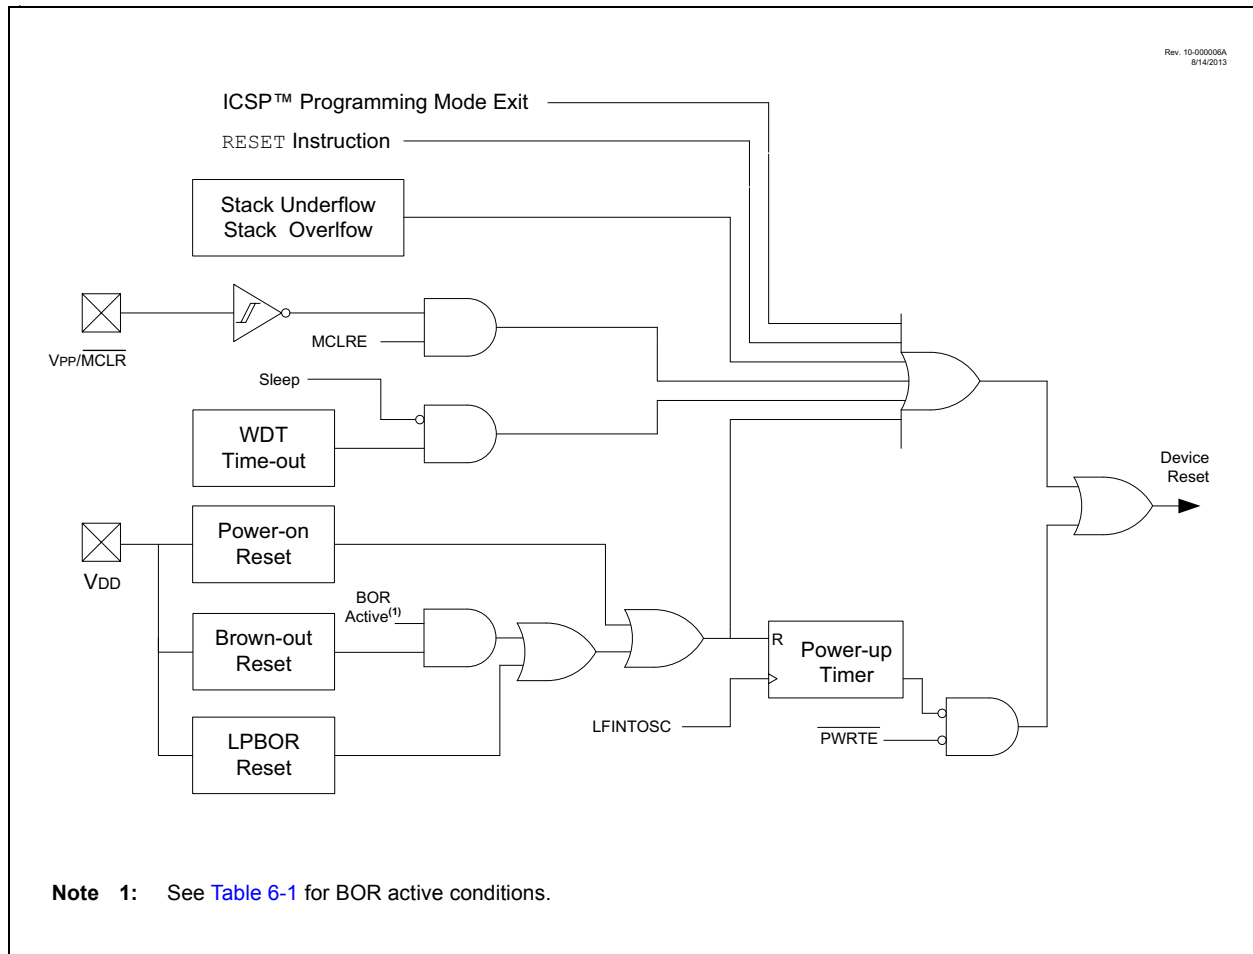 Rev. 10-000006A
8/14/2013
ICSP™ Programming Mode Exit
RESET Instruction
Stack Underflow
Stack Overlfow
VPP/MCLR
MCLRE
Sleep
WDT
Time-out
Device
Reset
Power-on
Reset
VDD
BOR
Active(1)
Brown-out
Reset
R
Power-up
Timer
LFINTOSC
PWRTE
LPBOR
Reset
Note 1: See Table 6-1 for BOR active conditions.